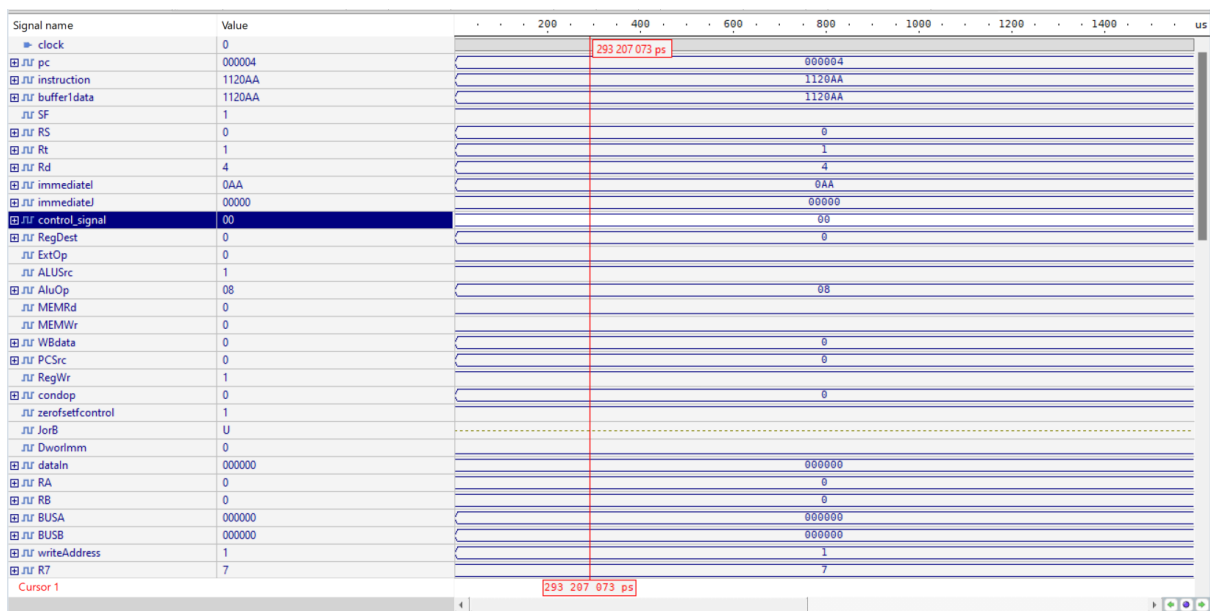 Signal name Value 200 400 600 800 1000 1200 1400 us
clock 0
293 207 073 ps
pc 000004 000004
instruction 1120AA 1120AA
buffer1data 1120AA 1120AA
SF 1
RS 0 0
Rt 1 1
Rd 4 4
immediateI 0AA 0AA
immediateJ 00000 00000
control_signal 00 00
RegDest 0 0
ExtOp 0
ALUSrc 1
AluOp 08 08
MEMRd 0
MEMWr 0
WBdata 0 0
PCSrc 0 0
RegWr 1
condop 0 0
zerofsetfcontrol 1
JorB U
DworImm 0
dataIn 000000 000000
RA 0 0
RB 0 0
BUSA 000000 000000
BUSB 000000 000000
writeAddress 1 1
R7 7 7
Cursor 1 293 207 073 ps